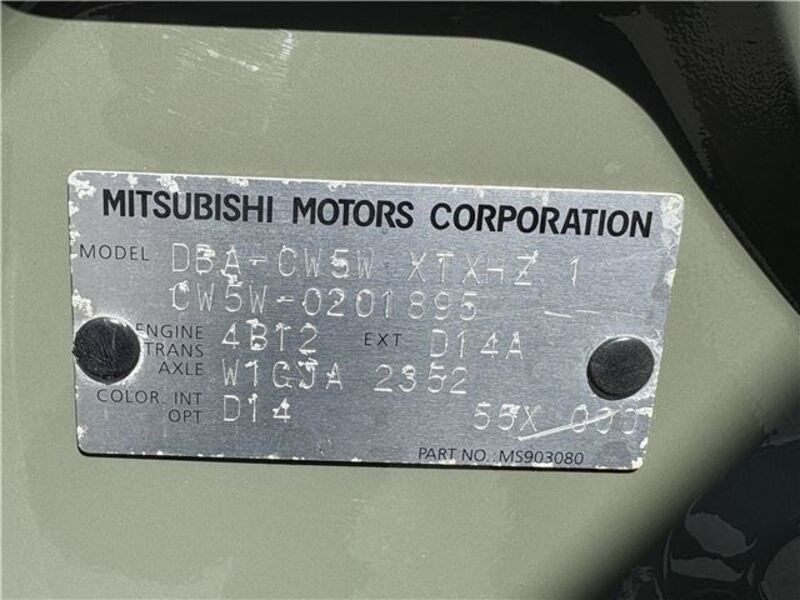 MITSUBISHI MOTORS CORPORATION
MODEL DBA-CW5W XTXHZ 1
CW5W-0201895
ENGINE 4B12 EXT D14A
TRANS AXLE W1CJA 2352
COLOR. INT OPT D14 55X 000
PART NO.: MS903080